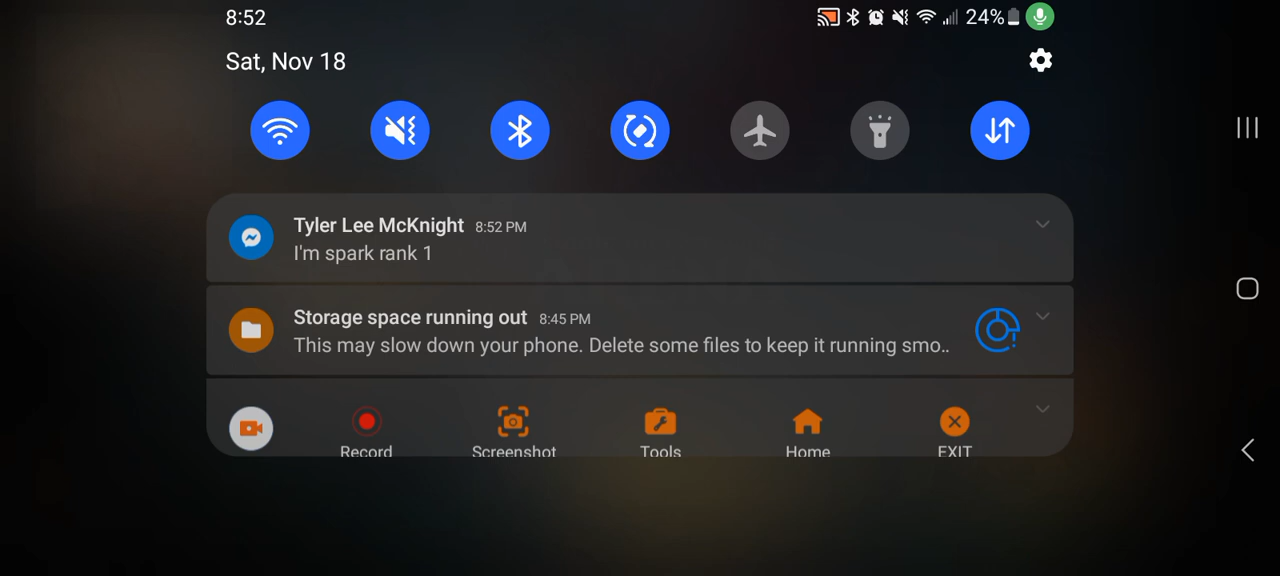 8:52
24%
Sat, Nov 18
Tyler Lee McKnight 8:52 PM
I'm spark rank 1
Storage space running out 8:45 PM
This may slow down your phone. Delete some files to keep it running smo..
Record Screenshot Tools Home EXIT